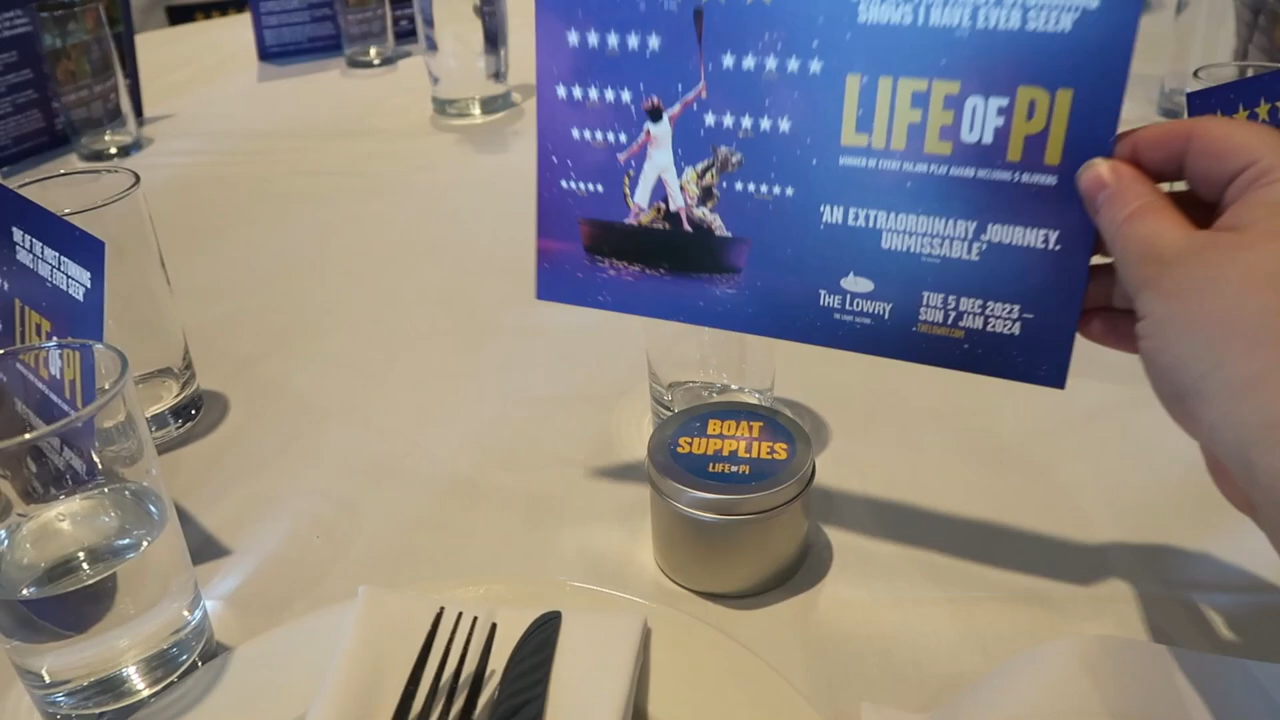 SHOWS I HAVE EVER SEEN'
LIFE OF PI
WINNER OF EVERY MAJOR PLAY AWARD INCLUDING 5 OLIVIERS
'AN EXTRAORDINARY JOURNEY.
UNMISSABLE'
THE LOWRY
TUE 5 DEC 2023 –
SUN 7 JAN 2024
THELOWRY.COM
'ONE OF THE MOST STUNNING
SHOWS I HAVE EVER SEEN'
LIFE OF PI
BOAT
SUPPLIES
LIFE OF PI